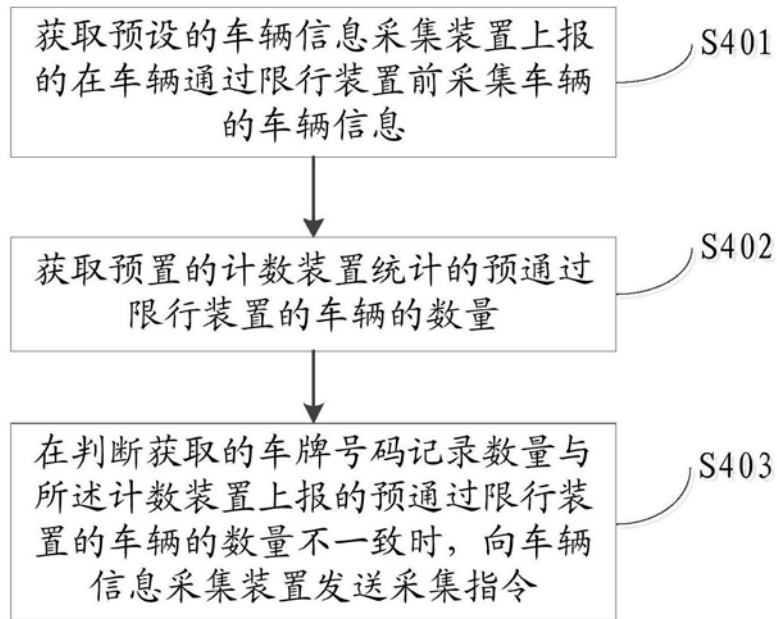 获取预设的车辆信息采集装置上报
的在车辆通过限行装置前采集车辆
的车辆信息
S401
获取预置的计数装置统计的预通过
限行装置的车辆的数量
S402
在判断获取的车牌号码记录数量与
所述计数装置上报的预通过限行装
置的车辆的数量不一致时，向车辆
信息采集装置发送采集指令
S403